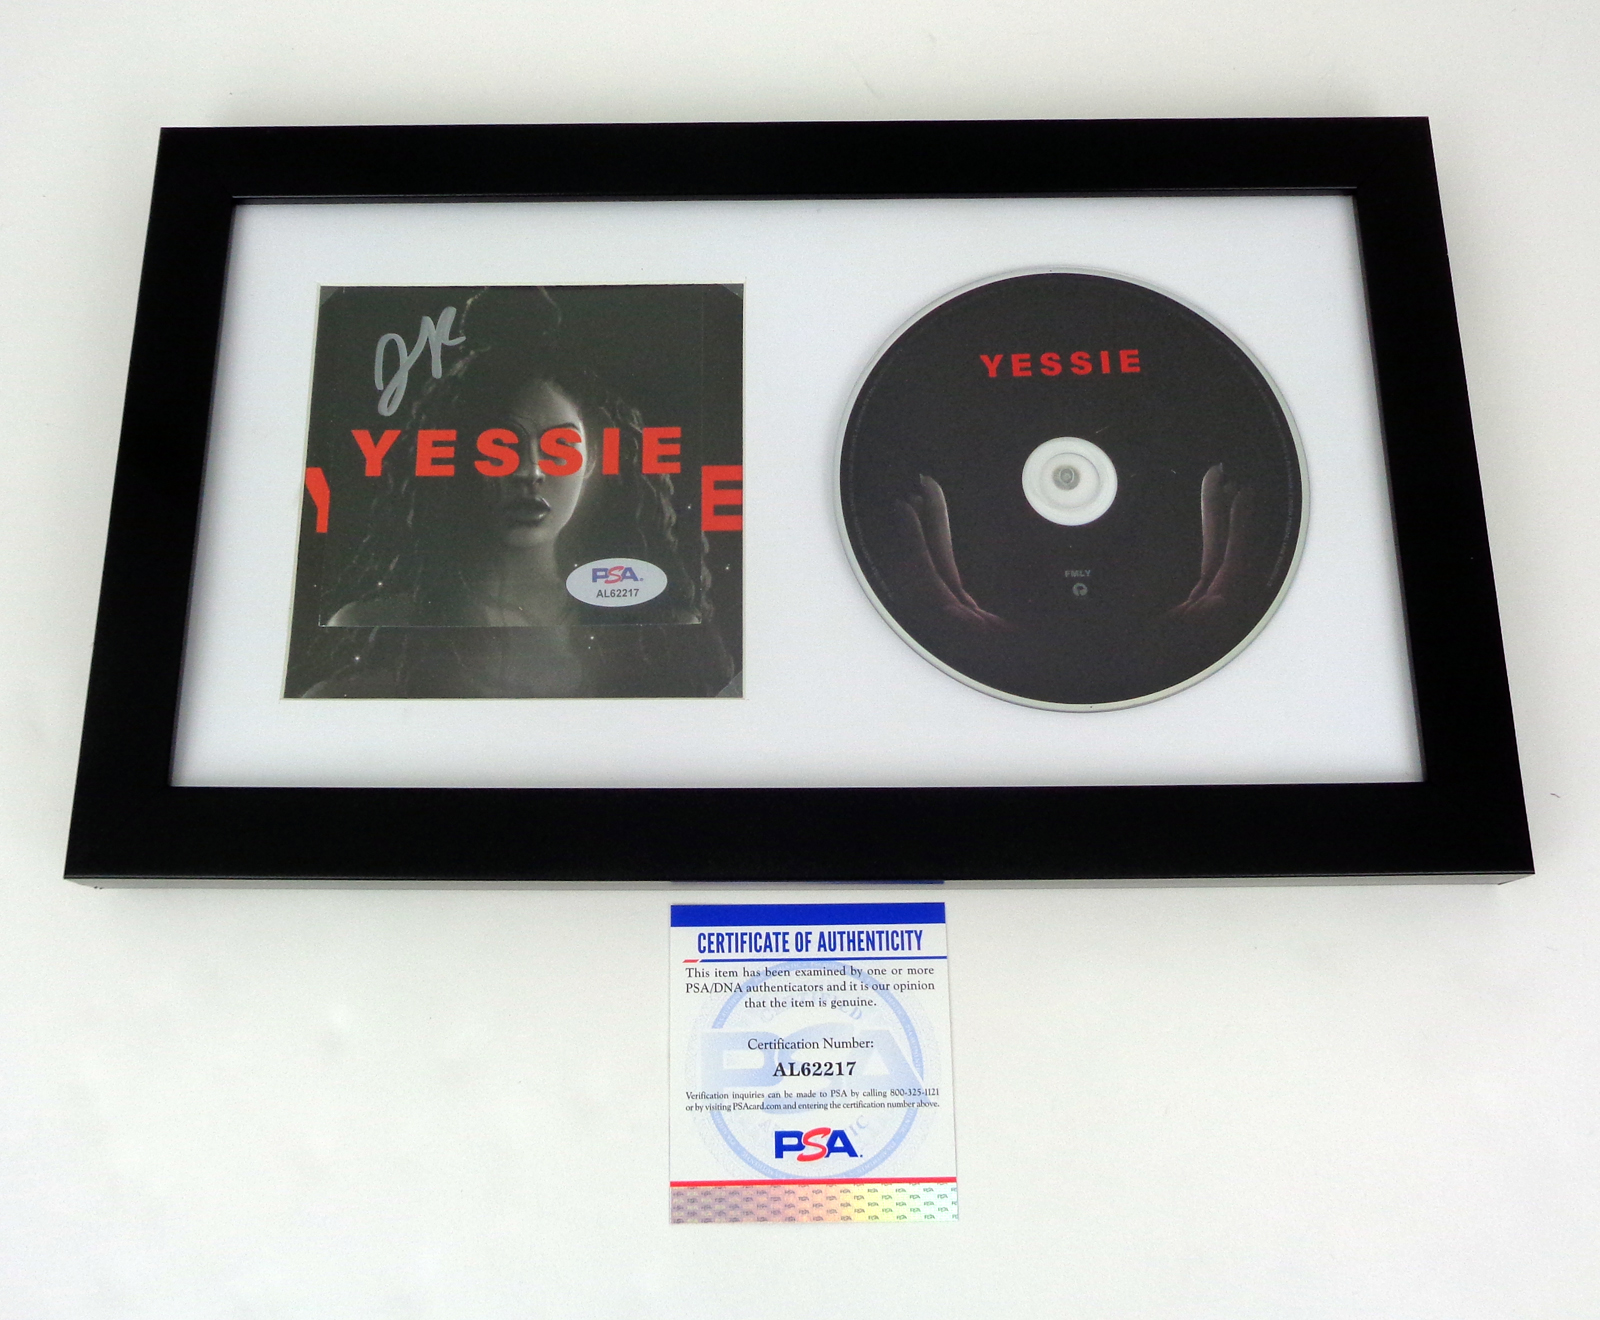 YESSIE
Y E
PSA.
AL62217
YESSIE
FMLY
CERTIFICATE OF AUTHENTICITY
This item has been examined by one or more
PSA/DNA authenticators and it is our opinion
that the item is genuine.
Certification Number:
AL62217
Verification inquiries can be made to PSA by calling 800-325-1121
or by visiting PSAcard.com and entering the certification number above.
PSA.